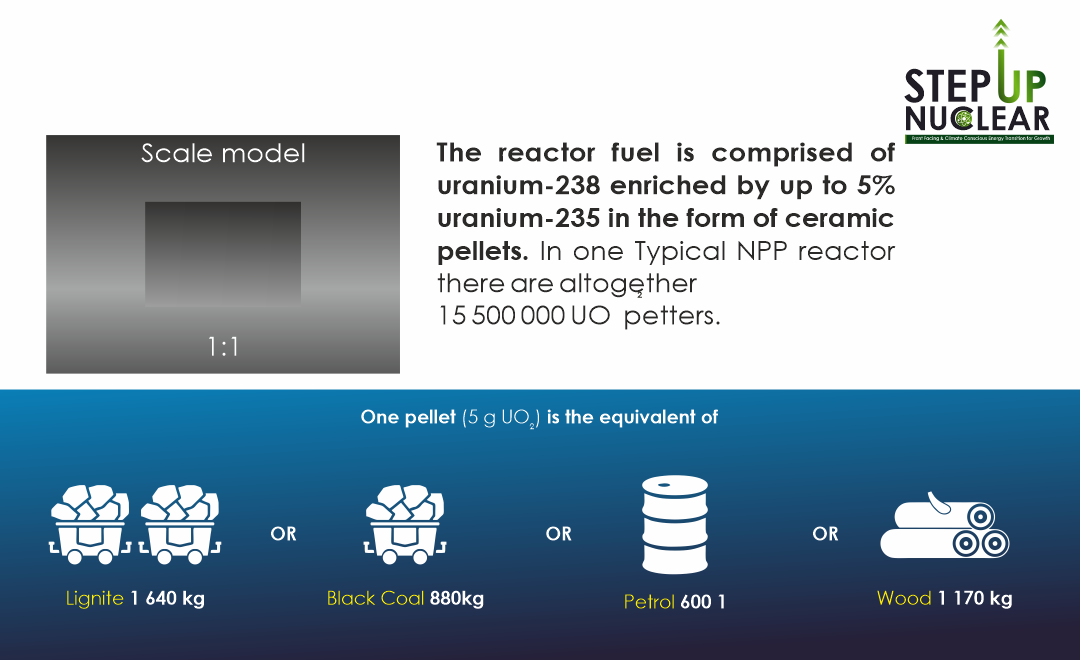 STEP UP
NUCLEAR
Front Facing & Climate Conscious Energy Transition for Growth
Scale model
1:1
The reactor fuel is comprised of
uranium-238 enriched by up to 5%
uranium-235 in the form of ceramic
pellets. In one Typical NPP reactor
there are altogether
15 500 000 UO₂ petters.
One pellet (5 g UO₂) is the equivalent of
OR
OR
OR
Lignite 1 640 kg
Black Coal 880kg
Petrol 600 1
Wood 1 170 kg